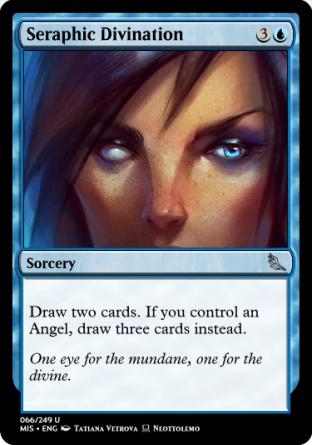 Seraphic Divination 3
Sorcery
Draw two cards. If you control an
Angel, draw three cards instead.
One eye for the mundane, one for the
divine.
066/249 U
MIS • ENG TATIANA VETROVA NEOTTOLEMO